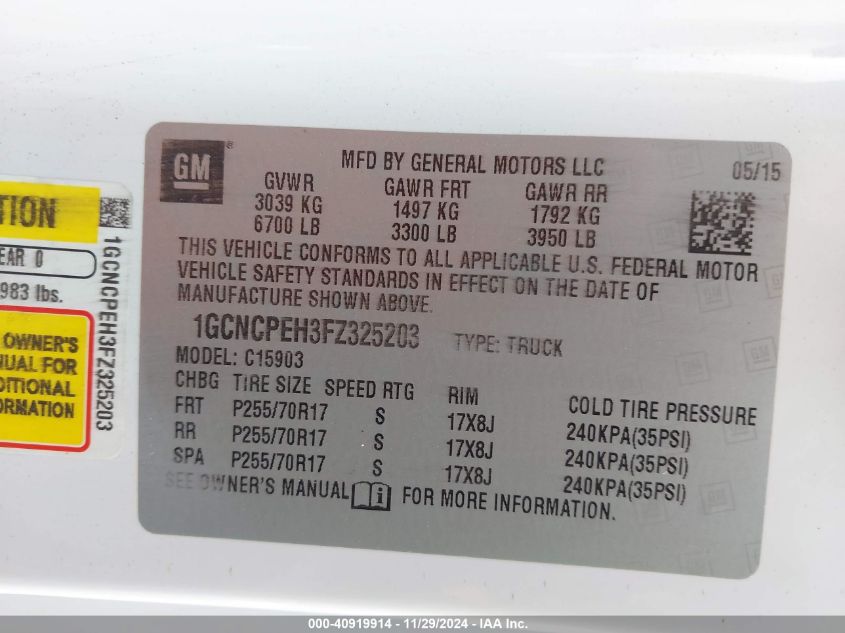 TION
EAR 0
983 lbs.
OWNER'S
NUAL FOR
DITIONAL
ORMATION
1GCNCPEH3FZ325203
GM ®
MFD BY GENERAL MOTORS LLC
05/15
GVWR GAWR FRT GAWR RR
3039 KG 1497 KG 1792 KG
6700 LB 3300 LB 3950 LB
THIS VEHICLE CONFORMS TO ALL APPLICABLE U.S. FEDERAL MOTOR
VEHICLE SAFETY STANDARDS IN EFFECT ON THE DATE OF
MANUFACTURE SHOWN ABOVE.
1GCNCPEH3FZ325203 TYPE: TRUCK
MODEL: C15903
CHBG TIRE SIZE SPEED RTG RIM COLD TIRE PRESSURE
FRT P255/70R17 S 17X8J 240KPA(35PSI)
RR P255/70R17 S 17X8J 240KPA(35PSI)
SPA P255/70R17 S 17X8J 240KPA(35PSI)
SEE OWNER'S MANUAL i FOR MORE INFORMATION.
000-40919914 - 11/29/2024 - IAA Inc.